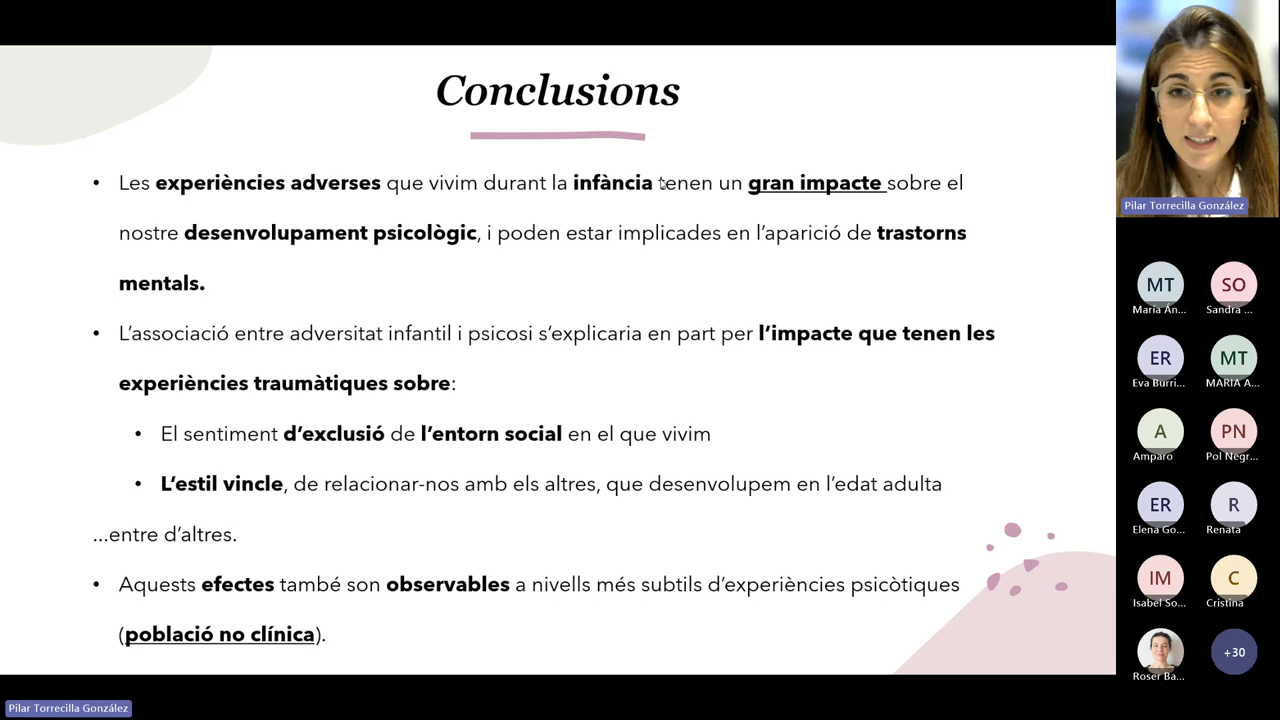 Conclusions
• Les experiències adverses que vivim durant la infància tenen un gran impacte sobre el
nostre desenvolupament psicològic, i poden estar implicades en l’aparició de trastorns
mentals.
• L’associació entre adversitat infantil i psicosi s’explicaria en part per l’impacte que tenen les
experiències traumàtiques sobre:
• El sentiment d’exclusió de l’entorn social en el que vivim
• L’estil vincle, de relacionar-nos amb els altres, que desenvolupem en l’edat adulta
...entre d’altres.
• Aquests efectes també son observables a nivells més subtils d’experiències psicòtiques
(població no clínica).
Pilar Torrecilla González
MT SO
María Án... Sandra ...
ER MT
Eva Burri... MARIA A...
A PN
Amparo Pol Negr...
ER R
Elena Go... Renata
IM C
Isabel So... Cristina
+30
Roser Ba...
Pilar Torrecilla González